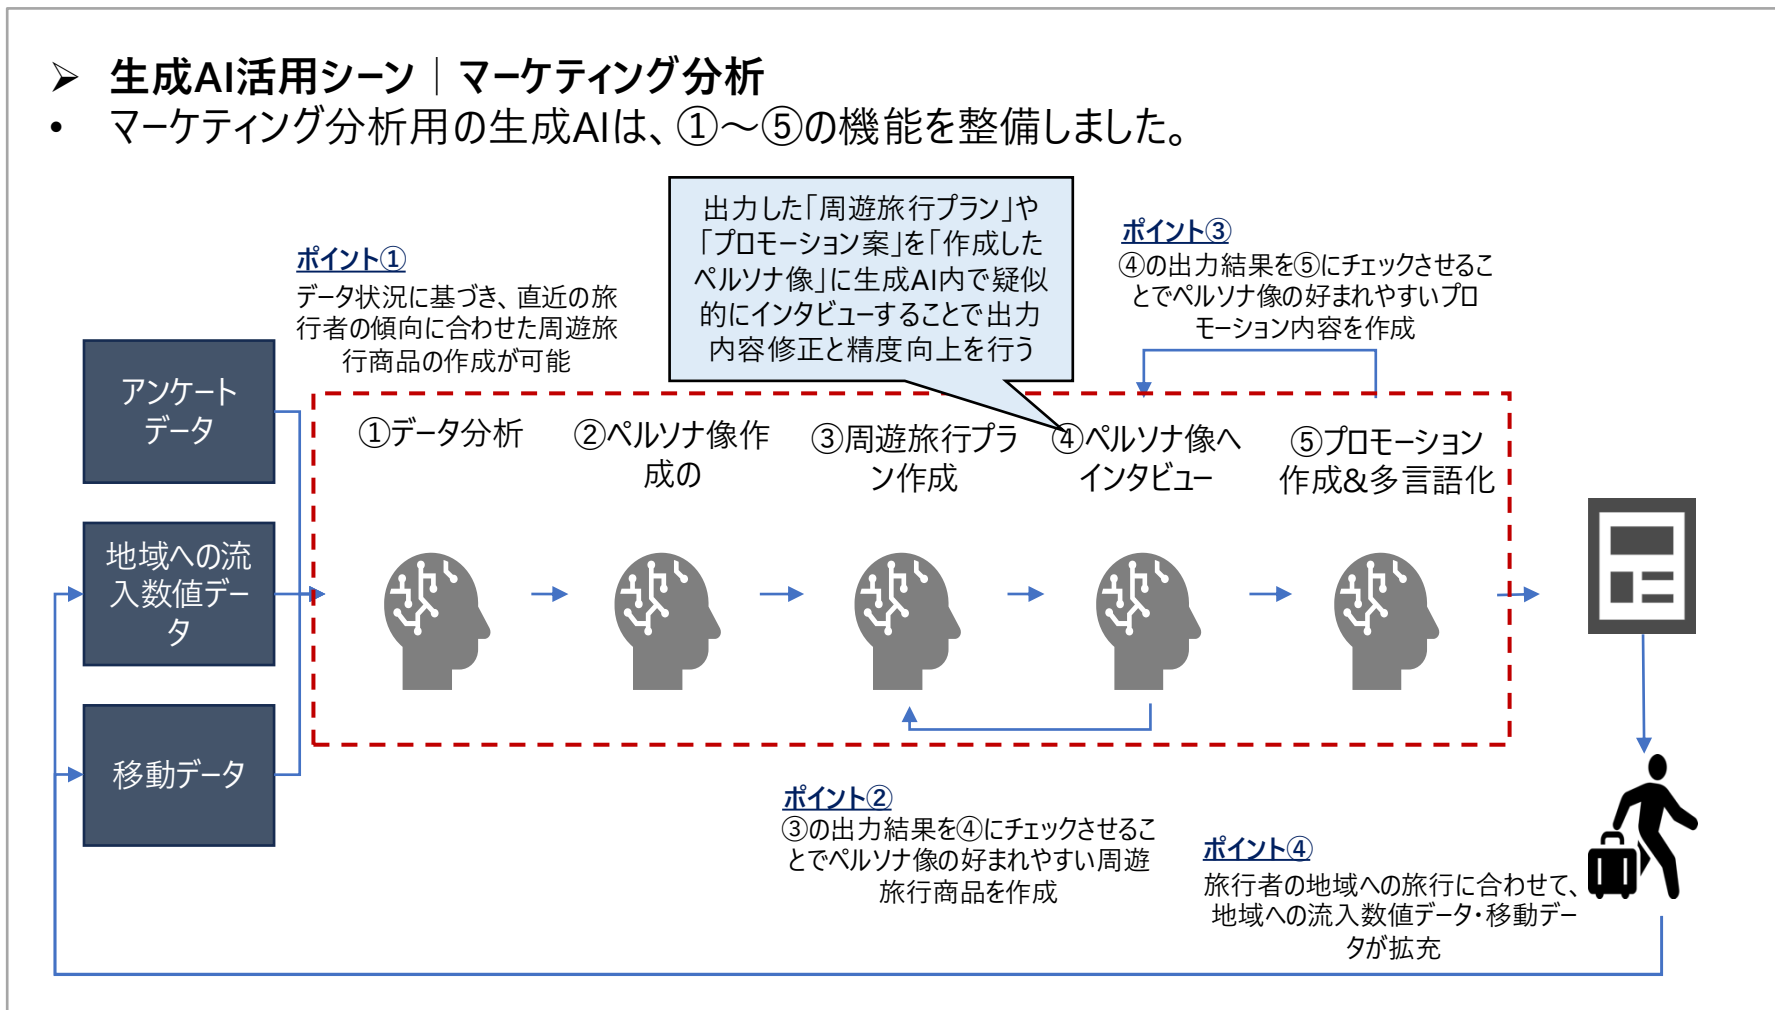 ➢ 生成AI活用シーン｜マーケティング分析
• マーケティング分析用の生成AIは、①～⑤の機能を整備しました。
出力した「周遊旅行プラン」や
「プロモーション案」を「作成した
ペルソナ像」に生成AI内で疑似
的にインタビューすることで出力
内容修正と精度向上を行う
ポイント①
データ状況に基づき、直近の旅
行者の傾向に合わせた周遊旅
行商品の作成が可能
ポイント③
④の出力結果を⑤にチェックさせるこ
とでペルソナ像の好まれやすいプロ
モーション内容を作成
アンケート
データ
地域への流
入数値デー
タ
移動データ
①データ分析
②ペルソナ像作
成の
③周遊旅行プラ
ン作成
④ペルソナ像へ
インタビュー
⑤プロモーション
作成&多言語化
ポイント②
③の出力結果を④にチェックさせるこ
とでペルソナ像の好まれやすい周遊
旅行商品を作成
ポイント④
旅行者の地域への旅行に合わせて、
地域への流入数値データ・移動デー
タが拡充